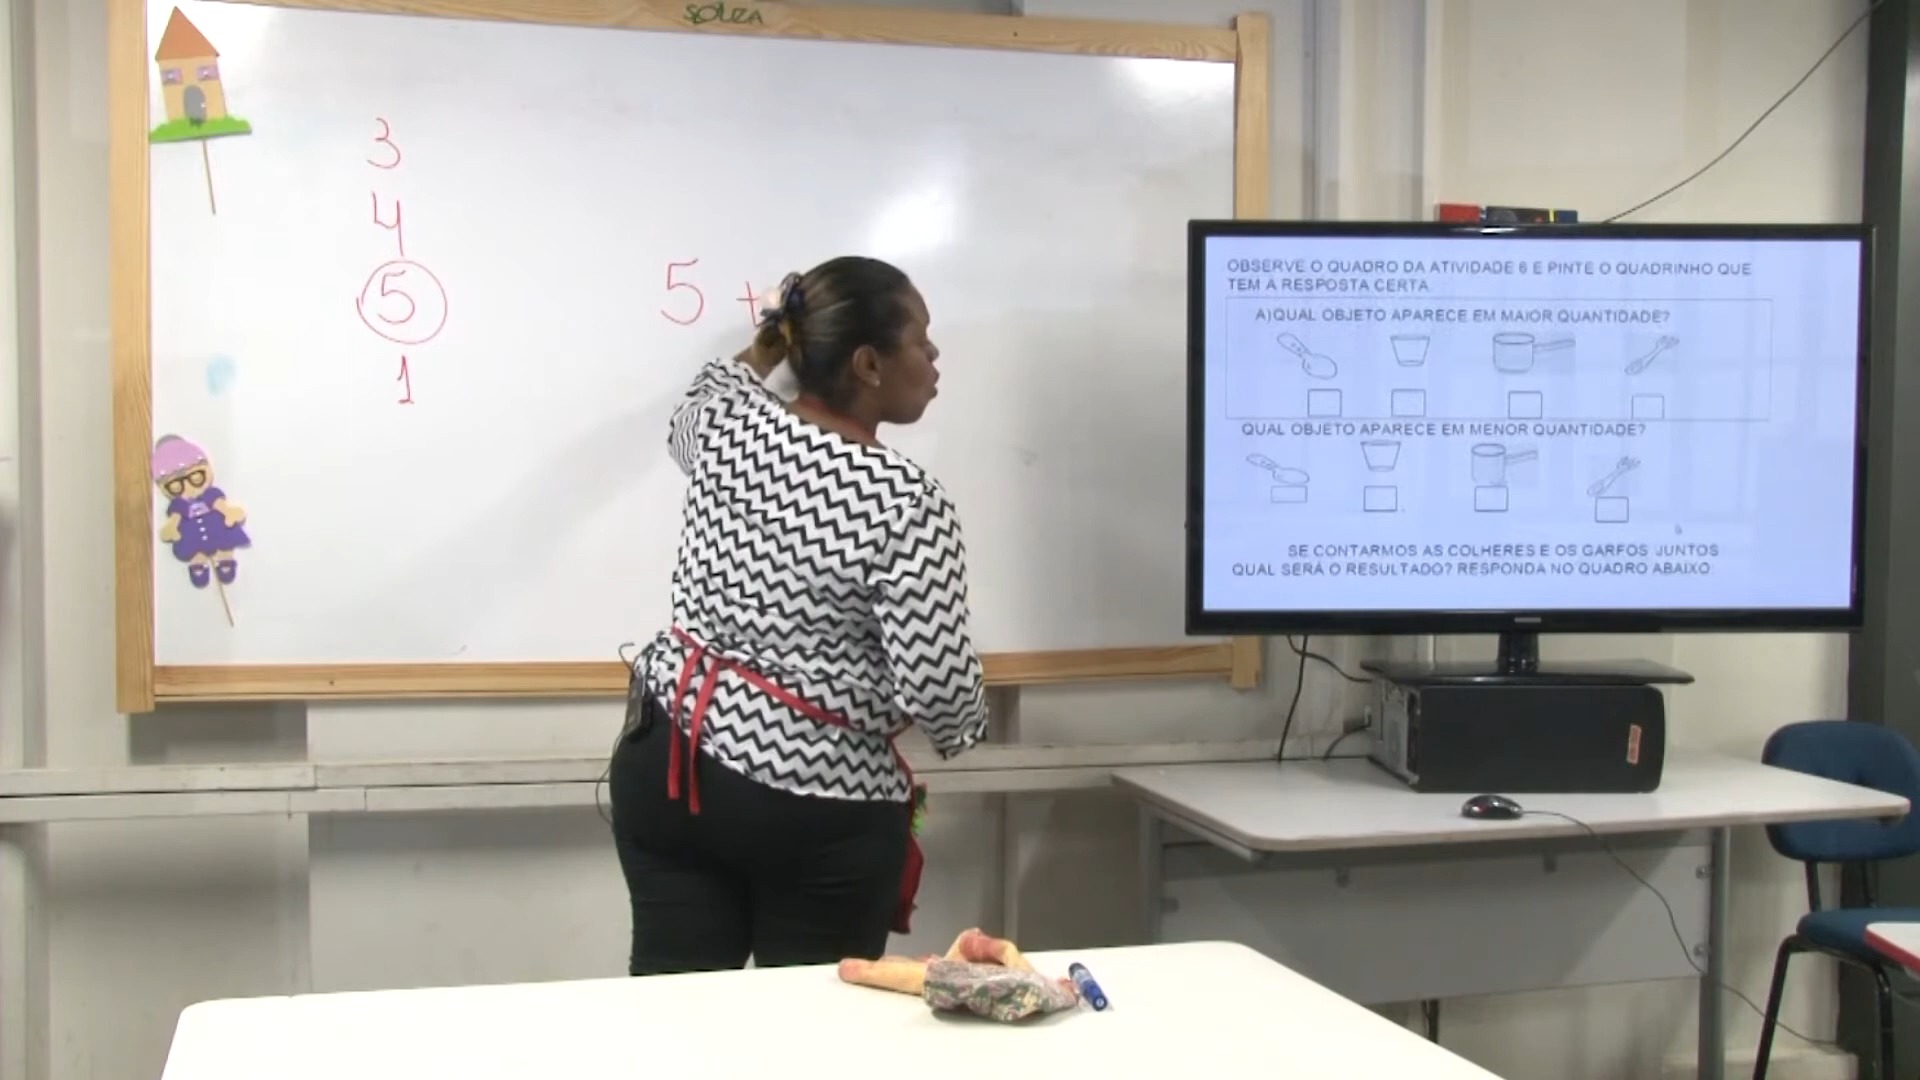 SOUZA
3
4
5
1
5 +
OBSERVE O QUADRO DA ATIVIDADE 6 E PINTE O QUADRINHO QUE
TEM A RESPOSTA CERTA
A)QUAL OBJETO APARECE EM MAIOR QUANTIDADE?
QUAL OBJETO APARECE EM MENOR QUANTIDADE?
SE CONTARMOS AS COLHERES E OS GARFOS JUNTOS
QUAL SERÁ O RESULTADO? RESPONDA NO QUADRO ABAIXO: